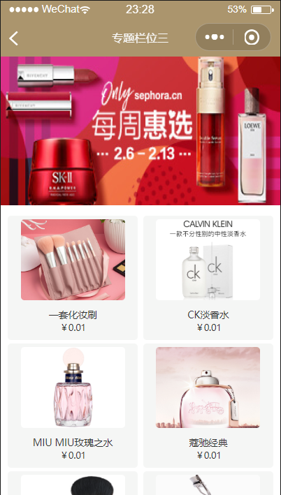 WeChat
23:28
53%
专题栏位三
GIVENCHY
Only sephora.cn
每周惠选
2.6 – 2.13
SK-II
LOEWE
一套化妆刷
¥ 0.01
CALVIN KLEIN
一款不分性别的中性淡香水
ck
CK淡香水
¥ 0.01
MIU MIU玫瑰之水
¥ 0.01
蔻驰经典
¥ 0.01